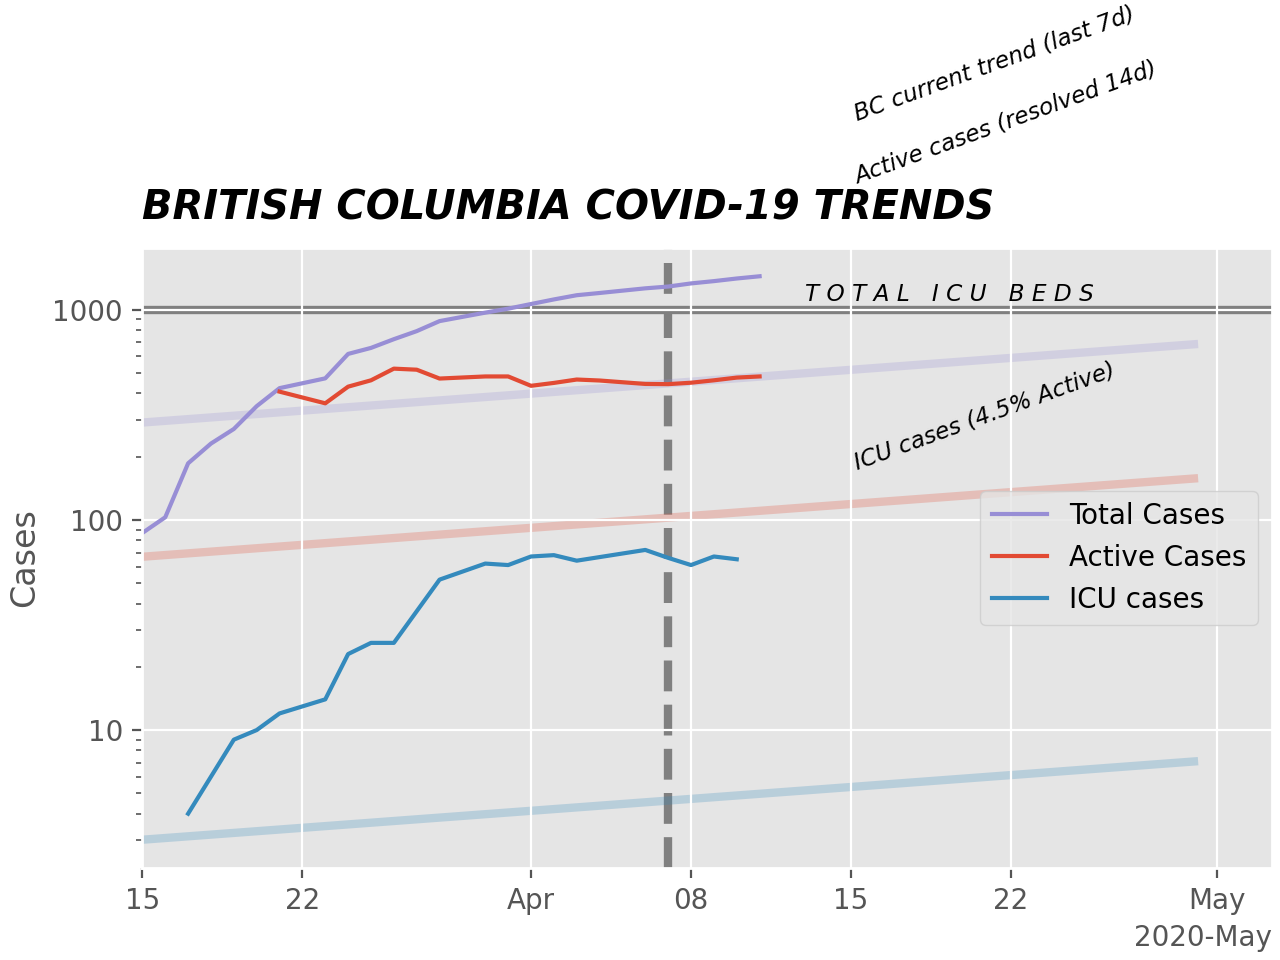 BC current trend (last 7d)
Active cases (resolved 14d)
BRITISH COLUMBIA COVID-19 TRENDS
TOTAL ICU BEDS
ICU cases (4.5% Active)
Total Cases
Active Cases
ICU cases
Cases
1000
100
10
15
22
Apr
08
15
22
May
2020-May